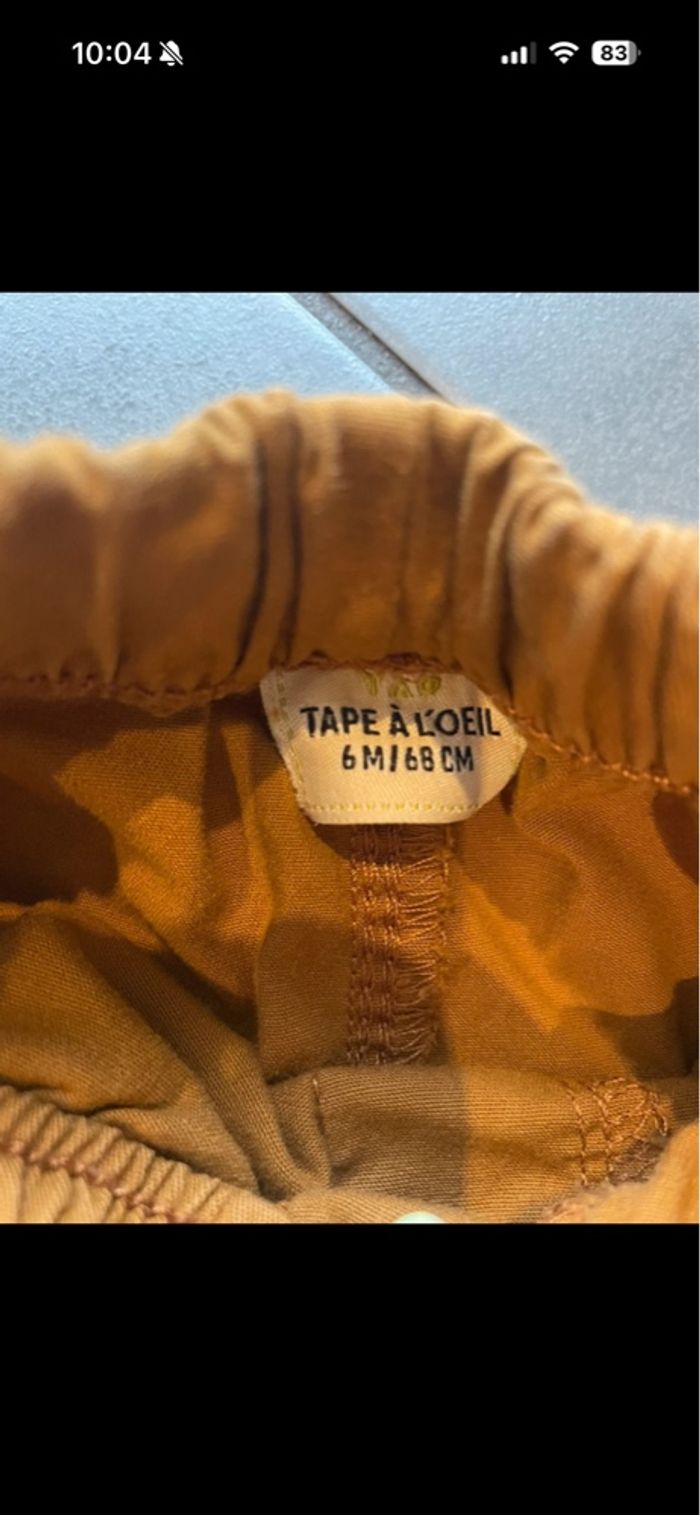 10:04
83
TAPE À L'OEIL
6M/68CM